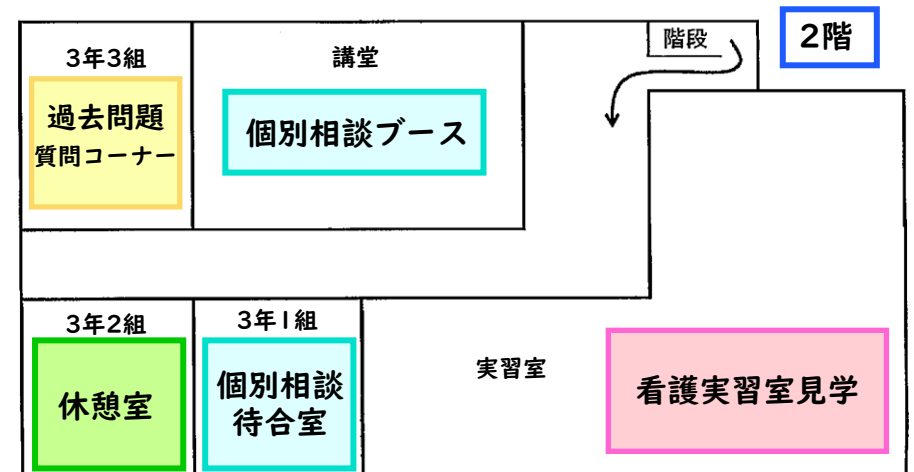 2階
階段
3年3組
過去問題
質問コーナー
講堂
個別相談ブース
3年2組
休憩室
3年1組
個別相談
待合室
実習室
看護実習室見学